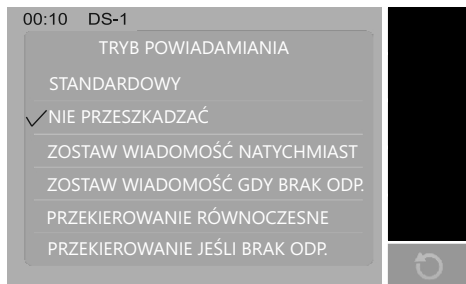 00:10 DS-1
TRYB POWIADAMIANIA
STANDARDOWY
NIE PRZESZKADZAĆ
ZOSTAW WIADOMOŚĆ NATYCHMIAST
ZOSTAW WIADOMOŚĆ GDY BRAK ODP.
PRZEKIEROWANIE RÓWNOCZESNE
PRZEKIEROWANIE JEŚLI BRAK ODP.